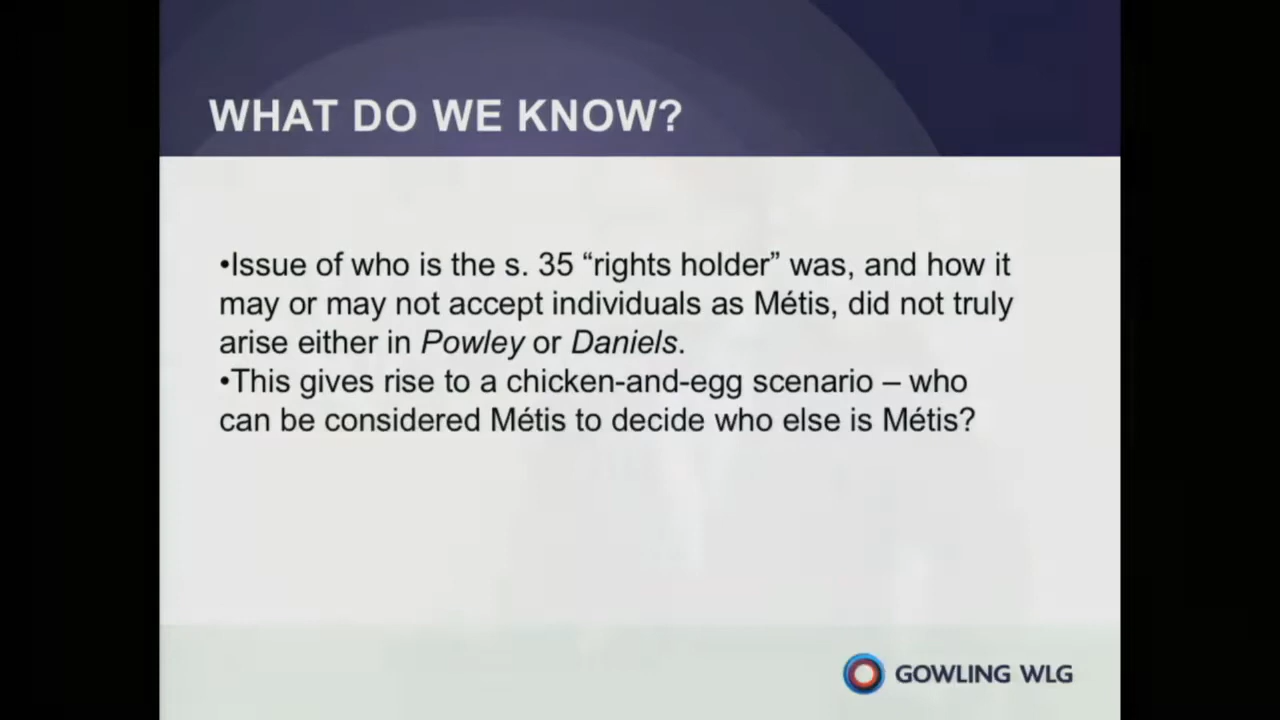 WHAT DO WE KNOW?
•Issue of who is the s. 35 “rights holder” was, and how it
may or may not accept individuals as Métis, did not truly
arise either in Powley or Daniels.
•This gives rise to a chicken-and-egg scenario – who
can be considered Métis to decide who else is Métis?
GOWLING WLG